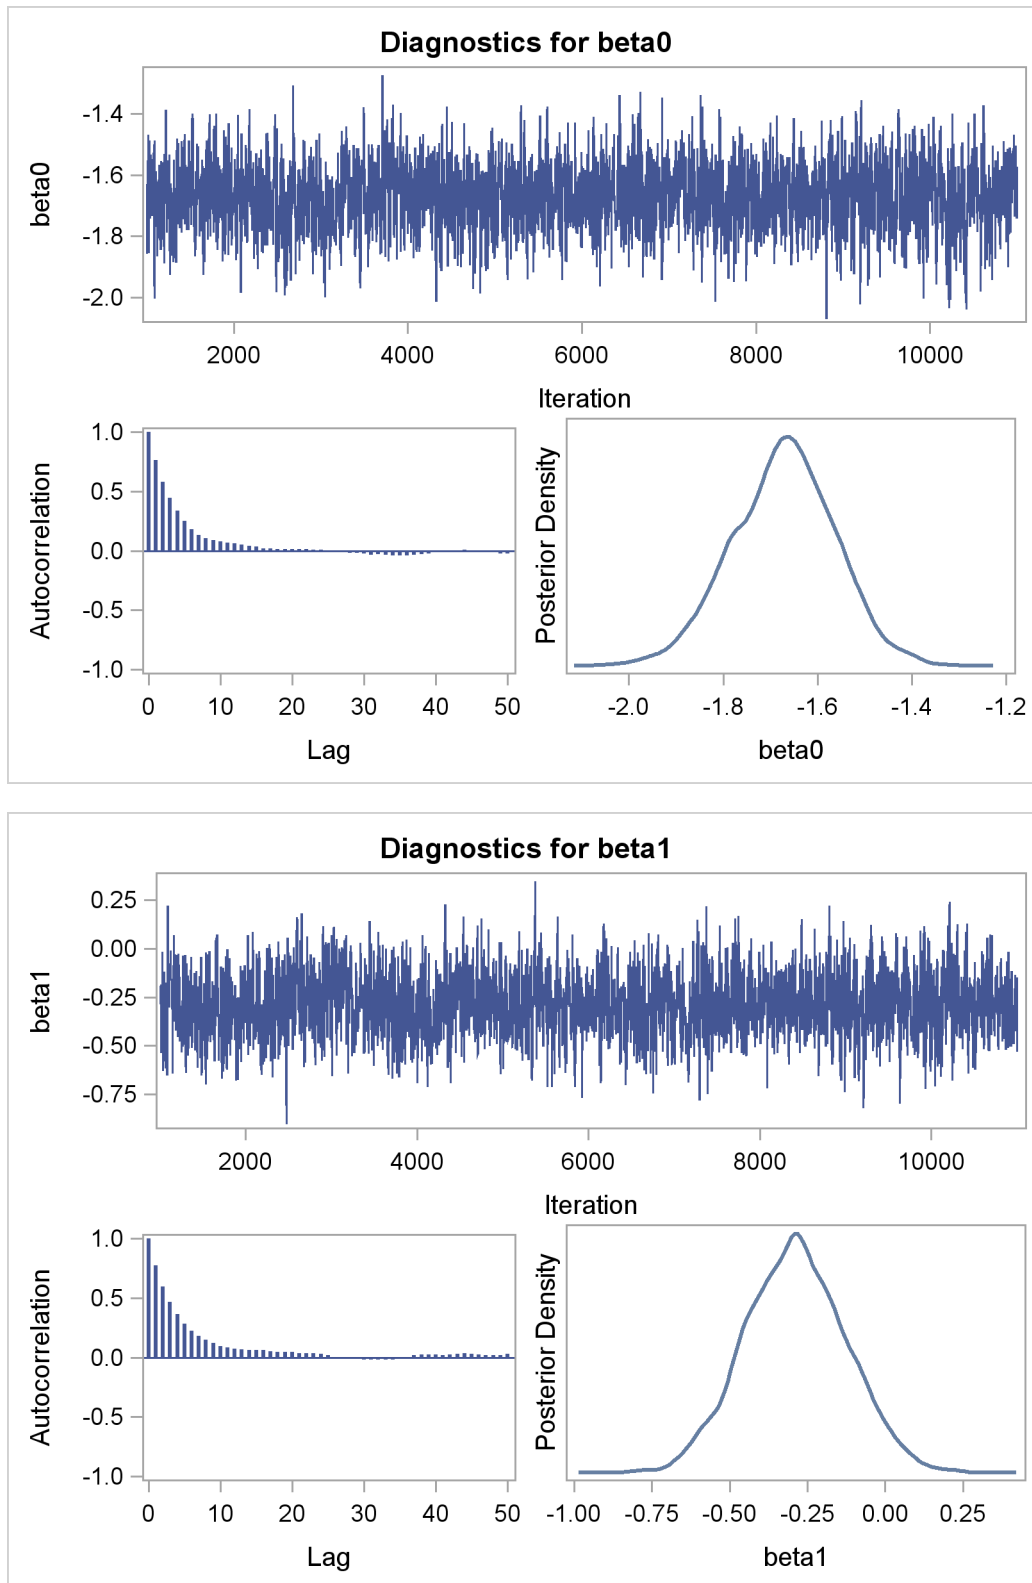 Diagnostics for beta0
beta0
-1.4
-1.6
-1.8
-2.0
2000 4000 6000 8000 10000
Iteration
Autocorrelation
1.0
0.5
0.0
-0.5
-1.0
0 10 20 30 40 50
Lag
Posterior Density
-2.0 -1.8 -1.6 -1.4 -1.2
beta0
Diagnostics for beta1
beta1
0.25
0.00
-0.25
-0.50
-0.75
2000 4000 6000 8000 10000
Iteration
Autocorrelation
1.0
0.5
0.0
-0.5
-1.0
0 10 20 30 40 50
Lag
Posterior Density
-1.00 -0.75 -0.50 -0.25 0.00 0.25
beta1